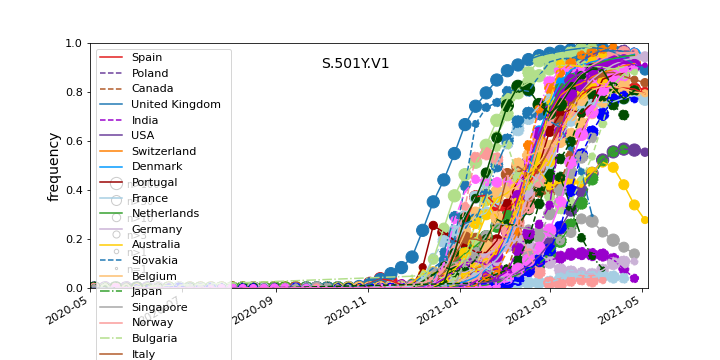 S.501Y.V1
frequency
1.0
0.8
0.6
0.4
0.2
0.0
2020-05
2020-09
2020-11
2021-01
2021-03
2021-05
Spain
Poland
Canada
United Kingdom
India
USA
Switzerland
Denmark
Portugal
France
Netherlands
Germany
Australia
Slovakia
Belgium
Japan
Singapore
Norway
Bulgaria
Italy